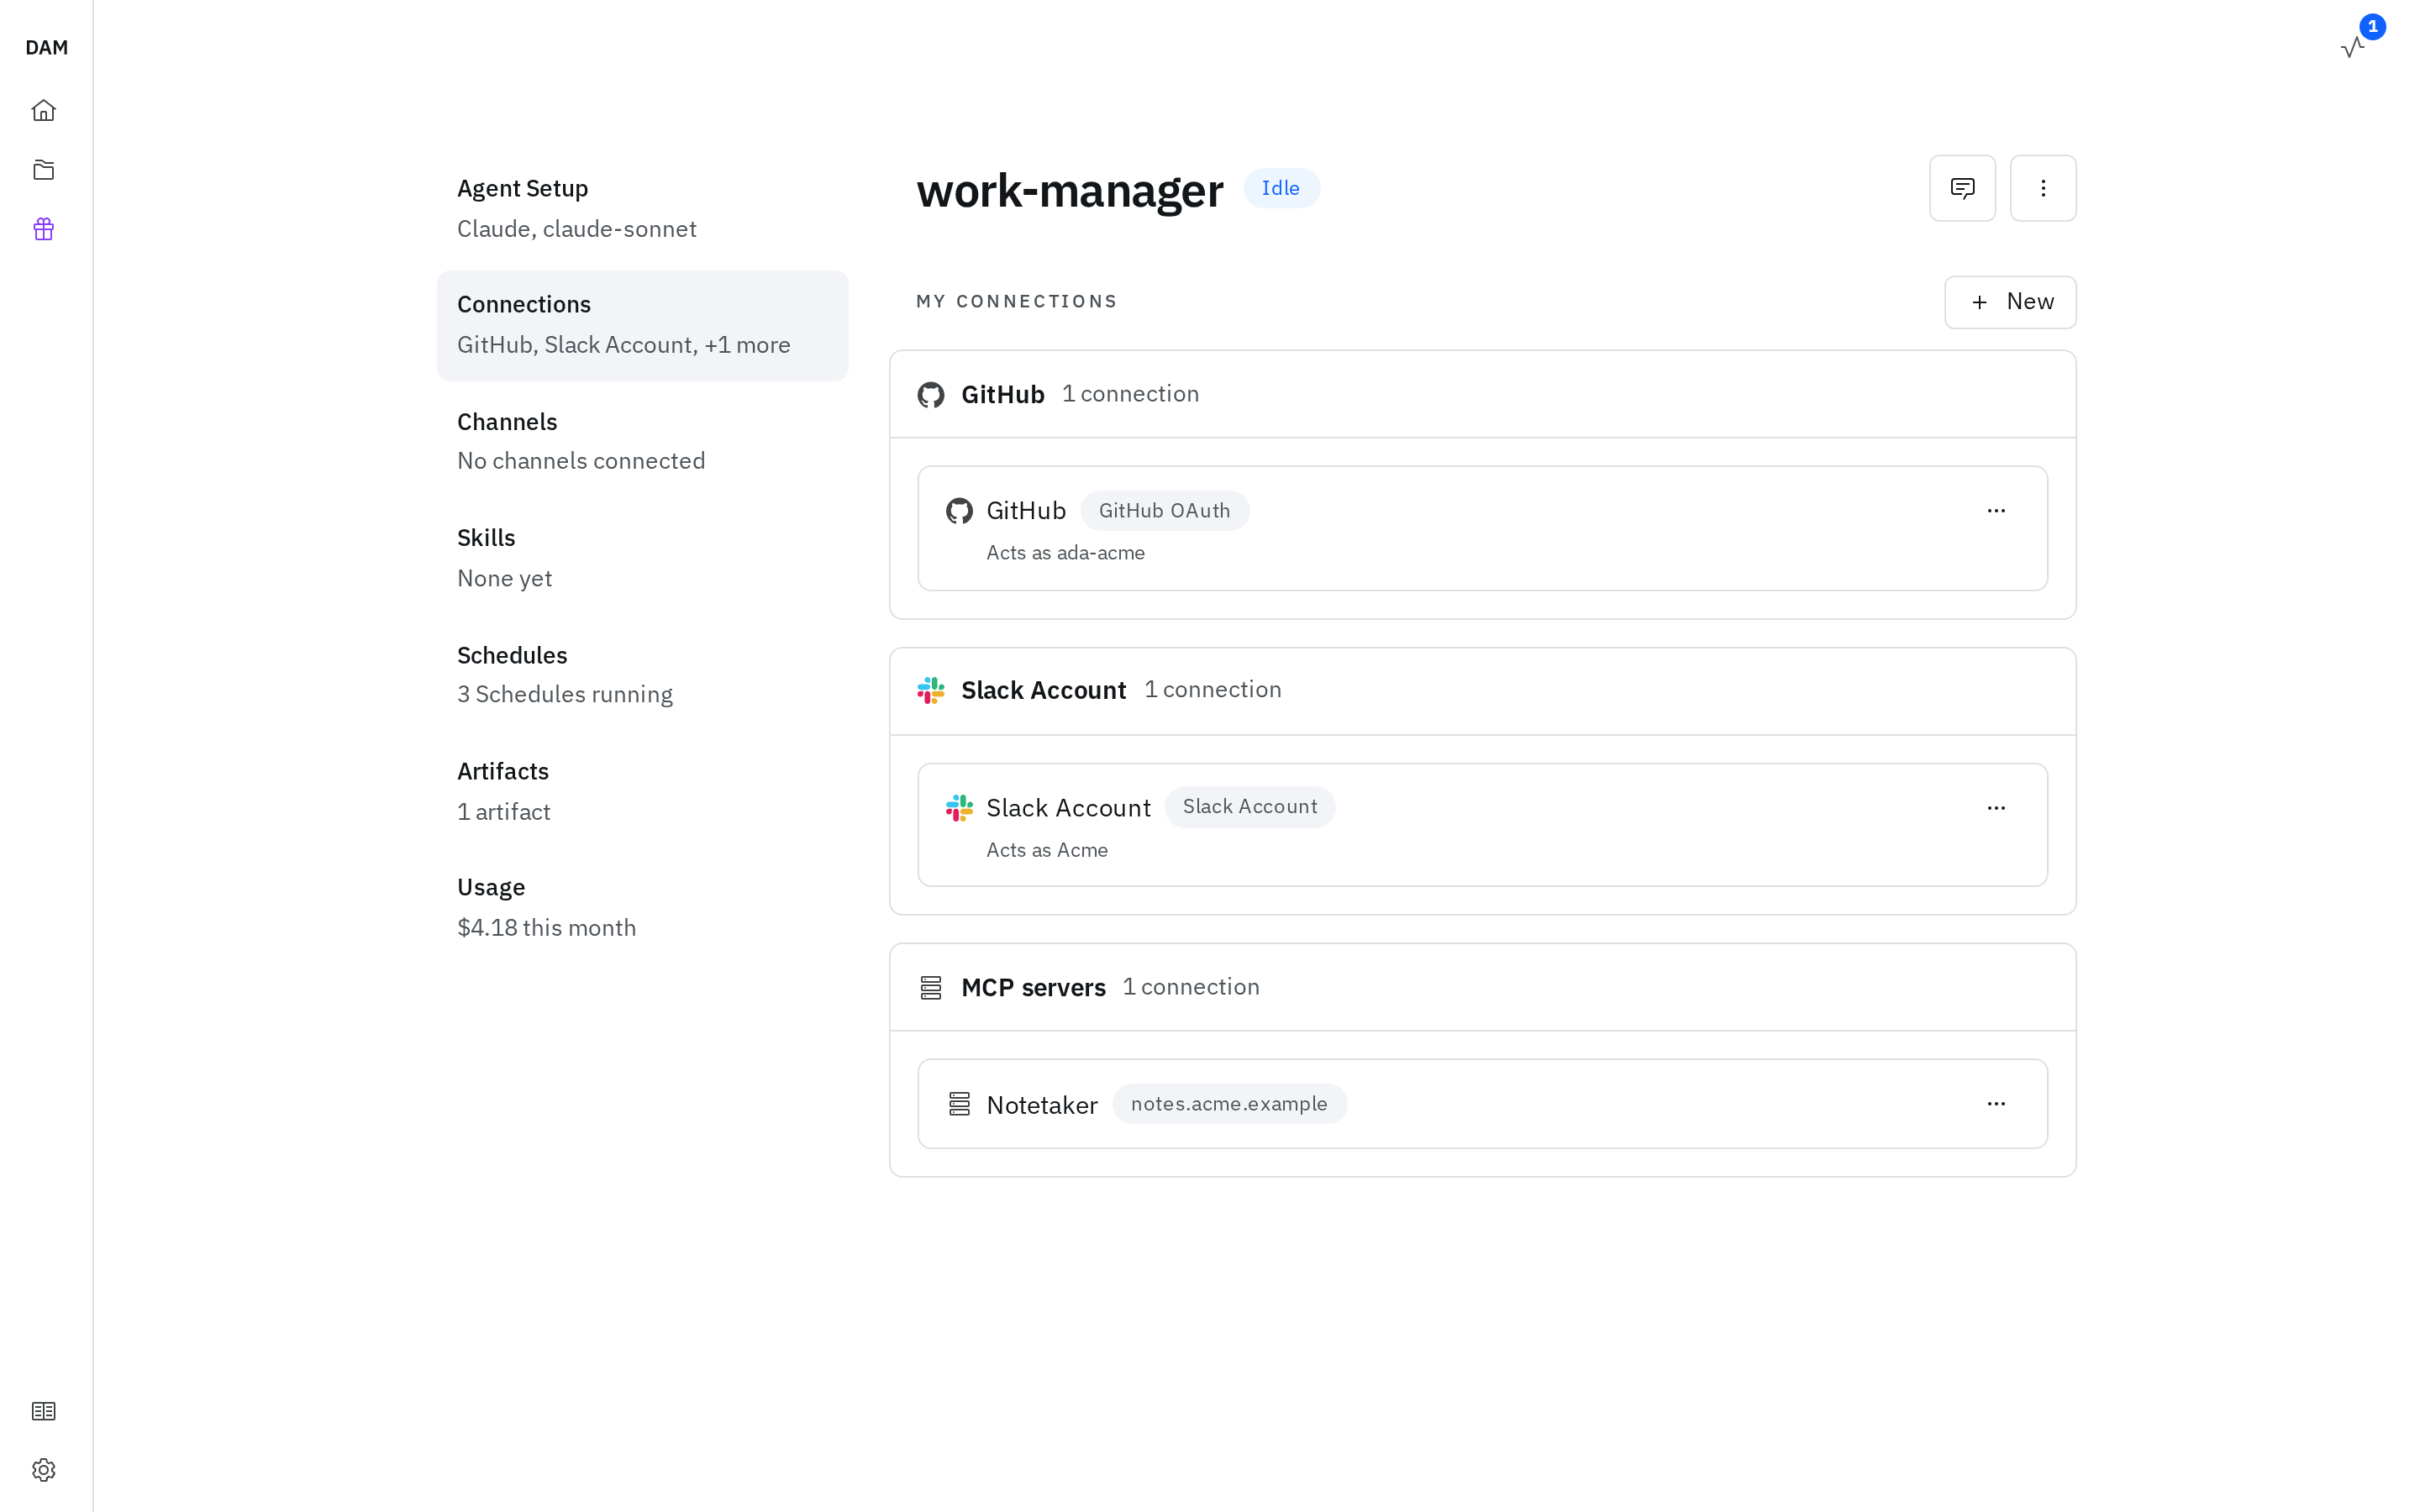 DAM
1
Agent Setup
Claude, claude-sonnet
Connections
GitHub, Slack Account, +1 more
Channels
No channels connected
Skills
None yet
Schedules
3 Schedules running
Artifacts
1 artifact
Usage
$4.18 this month
work-manager
Idle
MY CONNECTIONS
New
GitHub 1 connection
GitHub GitHub OAuth
Acts as ada-acme
Slack Account 1 connection
Slack Account Slack Account
Acts as Acme
MCP servers 1 connection
Notetaker notes.acme.example